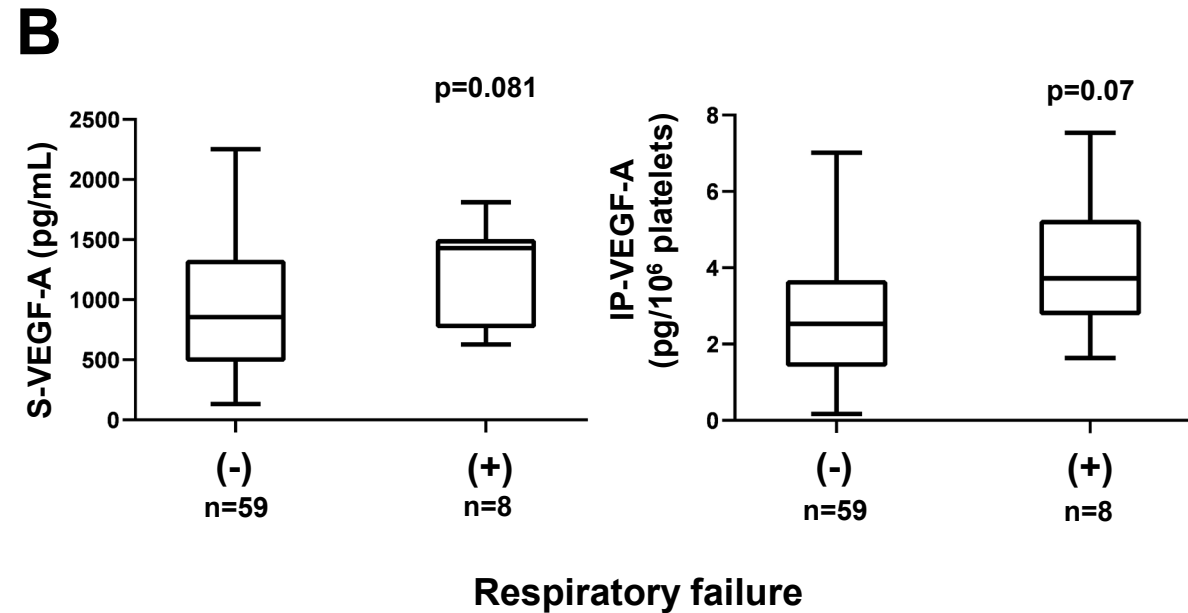 B
p=0.081
S-VEGF-A (pg/mL)
2500
2000
1500
1000
500
0
(-)
(+)
n=59
n=8
p=0.07
IP-VEGF-A
(pg/10⁶ platelets)
8
6
4
2
0
(-)
(+)
n=59
n=8
Respiratory failure